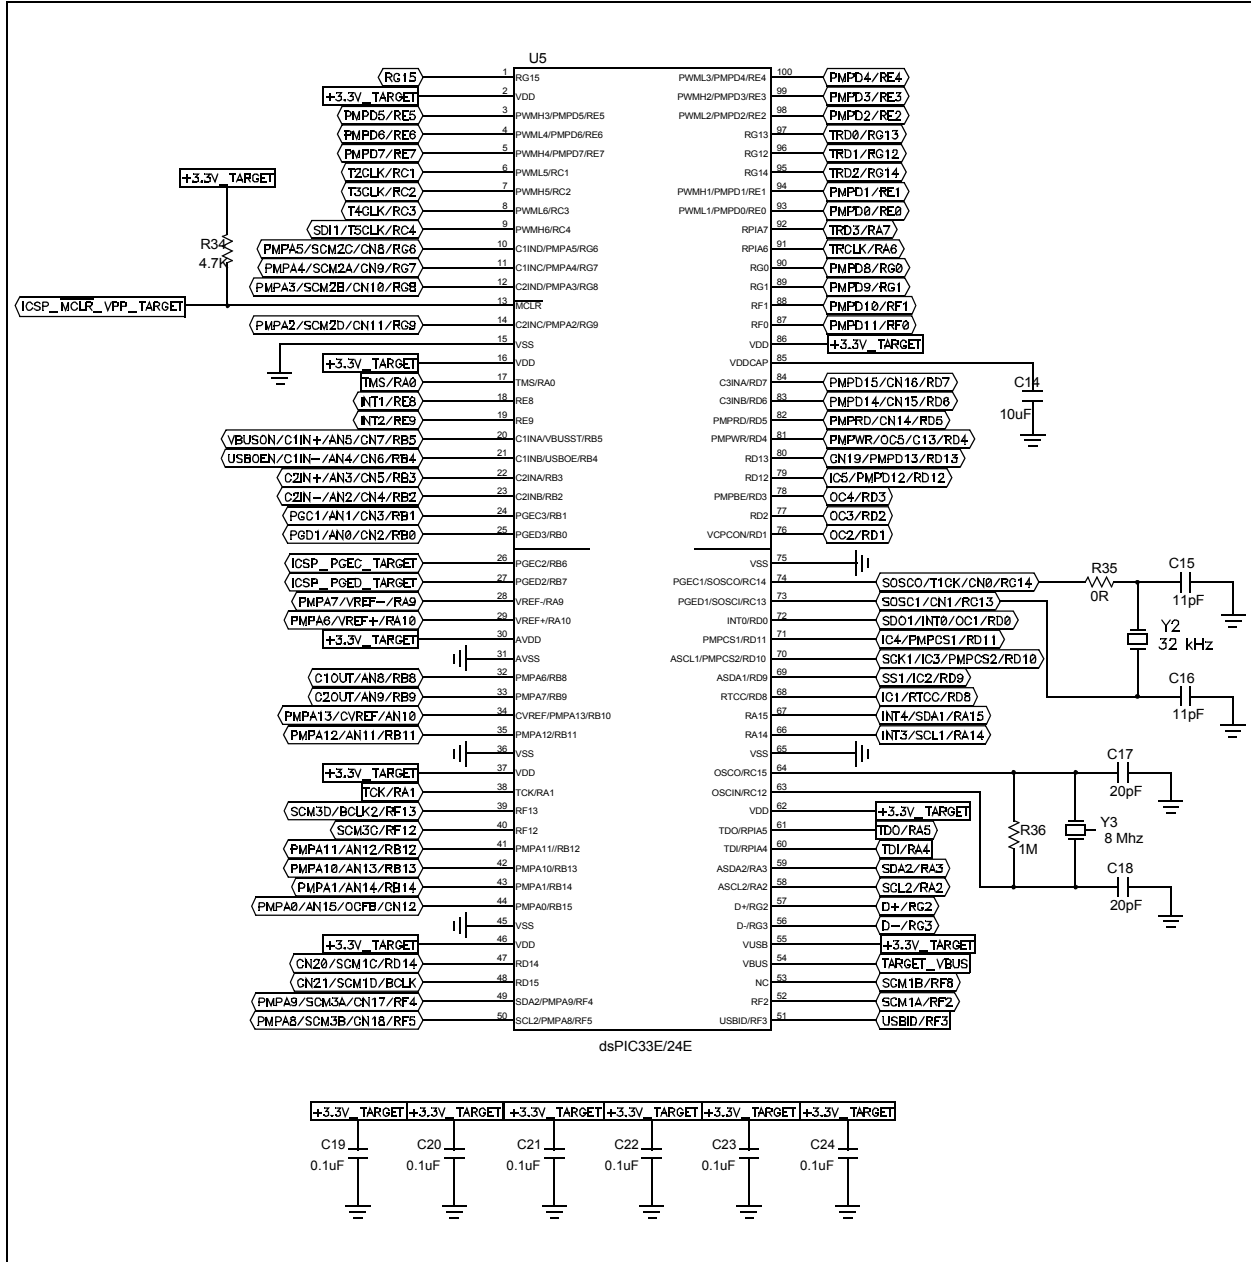 U5
RG15 1 RG15 PWML3/PMPD4/RE4 100 PMPD4/RE4
+3.3V_TARGET 2 VDD PWMH2/PMPD3/RE3 99 PMPD3/RE3
PMPD5/RE5 3 PWMH3/PMPD5/RE5 PWML2/PMPD2/RE2 98 PMPD2/RE2
PMPD6/RE6 4 PWML4/PMPD6/RE6 RG13 97 TRD0/RG13
PMPD7/RE7 5 PWMH4/PMPD7/RE7 RG12 96 TRD1/RG12
T2CLK/RC1 6 PWML5/RC1 RG14 95 TRD2/RG14
+3.3V_TARGET
T3CLK/RC2 7 PWMH5/RC2 PWMH1/PMPD1/RE1 94 PMPD1/RE1
T4CLK/RC3 8 PWML6/RC3 PWML1/PMPD0/RE0 93 PMPD0/RE0
SDI1/T5CLK/RC4 9 PWMH6/RC4 RPIA7 92 TRD3/RA7
R34
4.7K
PMPA5/SCM2C/CN8/RG6 10 C1IND/PMPA5/RG6 RPIA6 91 TRCLK/RA6
PMPA4/SCM2A/CN9/RG7 11 C1INC/PMPA4/RG7 RG0 90 PMPD8/RG0
PMPA3/SCM2B/CN10/RG8 12 C2IND/PMPA3/RG8 RG1 89 PMPD9/RG1
ICSP_MCLR_VPP_TARGET 13 MCLR RF1 88 PMPD10/RF1
PMPA2/SCM2D/CN11/RG9 14 C2INC/PMPA2/RG9 RF0 87 PMPD11/RF0
15 VSS VDD 86 +3.3V_TARGET
+3.3V_TARGET 16 VDD VDDCAP 85
TMS/RA0 17 TMS/RA0 C3INA/RD7 84 PMPD15/CN16/RD7
C14
10uF
INT1/RE8 18 RE8 C3INB/RD6 83 PMPD14/CN15/RD6
INT2/RE9 19 RE9 PMPRD/RD5 82 PMPRD/CN14/RD5
VBUSON/C1IN+/AN5/CN7/RB5 20 C1INA/VBUSST/RB5 PMPWR/RD4 81 PMPWR/OC5/C13/RD4
USBOEN/C1IN-/AN4/CN6/RB4 21 C1INB/USBOE/RB4 RD13 80 CN19/PMPD13/RD13
C2IN+/AN3/CN5/RB3 22 C2INA/RB3 RD12 79 IC5/PMPD12/RD12
C2IN-/AN2/CN4/RB2 23 C2INB/RB2 PMPBE/RD3 78 OC4/RD3
PGC1/AN1/CN3/RB1 24 PGEC3/RB1 RD2 77 OC3/RD2
PGD1/AN0/CN2/RB0 25 PGED3/RB0 VCPCON/RD1 76 OC2/RD1
ICSP_PGEC_TARGET 26 PGEC2/RB6 VSS 75
ICSP_PGED_TARGET 27 PGED2/RB7 PGEC1/SOSCO/RC14 74 SOSCO/T1CK/CN0/RC14
R35
0R
C15
11pF
PMPA7/VREF-/RA9 28 VREF-/RA9 PGED1/SOSCI/RC13 73 SOSC1/CN1/RC13
PMPA6/VREF+/RA10 29 VREF+/RA10 INT0/RD0 72 SDO1/INT0/OC1/RD0
+3.3V_TARGET 30 AVDD PMPCS1/RD11 71 IC4/PMPCS1/RD11
Y2
32 kHz
31 AVSS ASCL1/PMPCS2/RD10 70 SCK1/IC3/PMPCS2/RD10
C1OUT/AN8/RB8 32 PMPA6/RB8 ASDA1/RD9 69 SS1/IC2/RD9
C2OUT/AN9/RB9 33 PMPA7/RB9 RTCC/RD8 68 IC1/RTCC/RD8
C16
11pF
PMPA13/CVREF/AN10 34 CVREF/PMPA13/RB10 RA15 67 INT4/SDA1/RA15
PMPA12/AN11/RB11 35 PMPA12/RB11 RA14 66 INT3/SCL1/RA14
36 VSS VSS 65
+3.3V_TARGET 37 VDD OSCO/RC15 64
C17
20pF
TCK/RA1 38 TCK/RA1 OSCIN/RC12 63
SCM3D/BCLK2/RF13 39 RF13 VDD 62 +3.3V_TARGET
SCM3C/RF12 40 RF12 TDO/RPIA5 61 TDO/RA5
R36
1M
Y3
8 Mhz
PMPA11/AN12/RB12 41 PMPA11//RB12 TDI/RPIA4 60 TDI/RA4
PMPA10/AN13/RB13 42 PMPA10/RB13 ASDA2/RA3 59 SDA2/RA3
PMPA1/AN14/RB14 43 PMPA1/RB14 ASCL2/RA2 58 SCL2/RA2
C18
20pF
PMPA0/AN15/OCFB/CN12 44 PMPA0/RB15 D+/RG2 57 D+/RG2
45 VSS D-/RG3 56 D-/RG3
+3.3V_TARGET 46 VDD VUSB 55 +3.3V_TARGET
CN20/SCM1C/RD14 47 RD14 VBUS 54 TARGET_VBUS
CN21/SCM1D/BCLK 48 RD15 NC 53 SCM1B/RF8
PMPA9/SCM3A/CN17/RF4 49 SDA2/PMPA9/RF4 RF2 52 SCM1A/RF2
PMPA8/SCM3B/CN18/RF5 50 SCL2/PMPA8/RF5 USBID/RF3 51 USBID/RF3
dsPIC33E/24E
+3.3V_TARGET +3.3V_TARGET +3.3V_TARGET +3.3V_TARGET +3.3V_TARGET +3.3V_TARGET
C19 C20 C21 C22 C23 C24
0.1uF 0.1uF 0.1uF 0.1uF 0.1uF 0.1uF